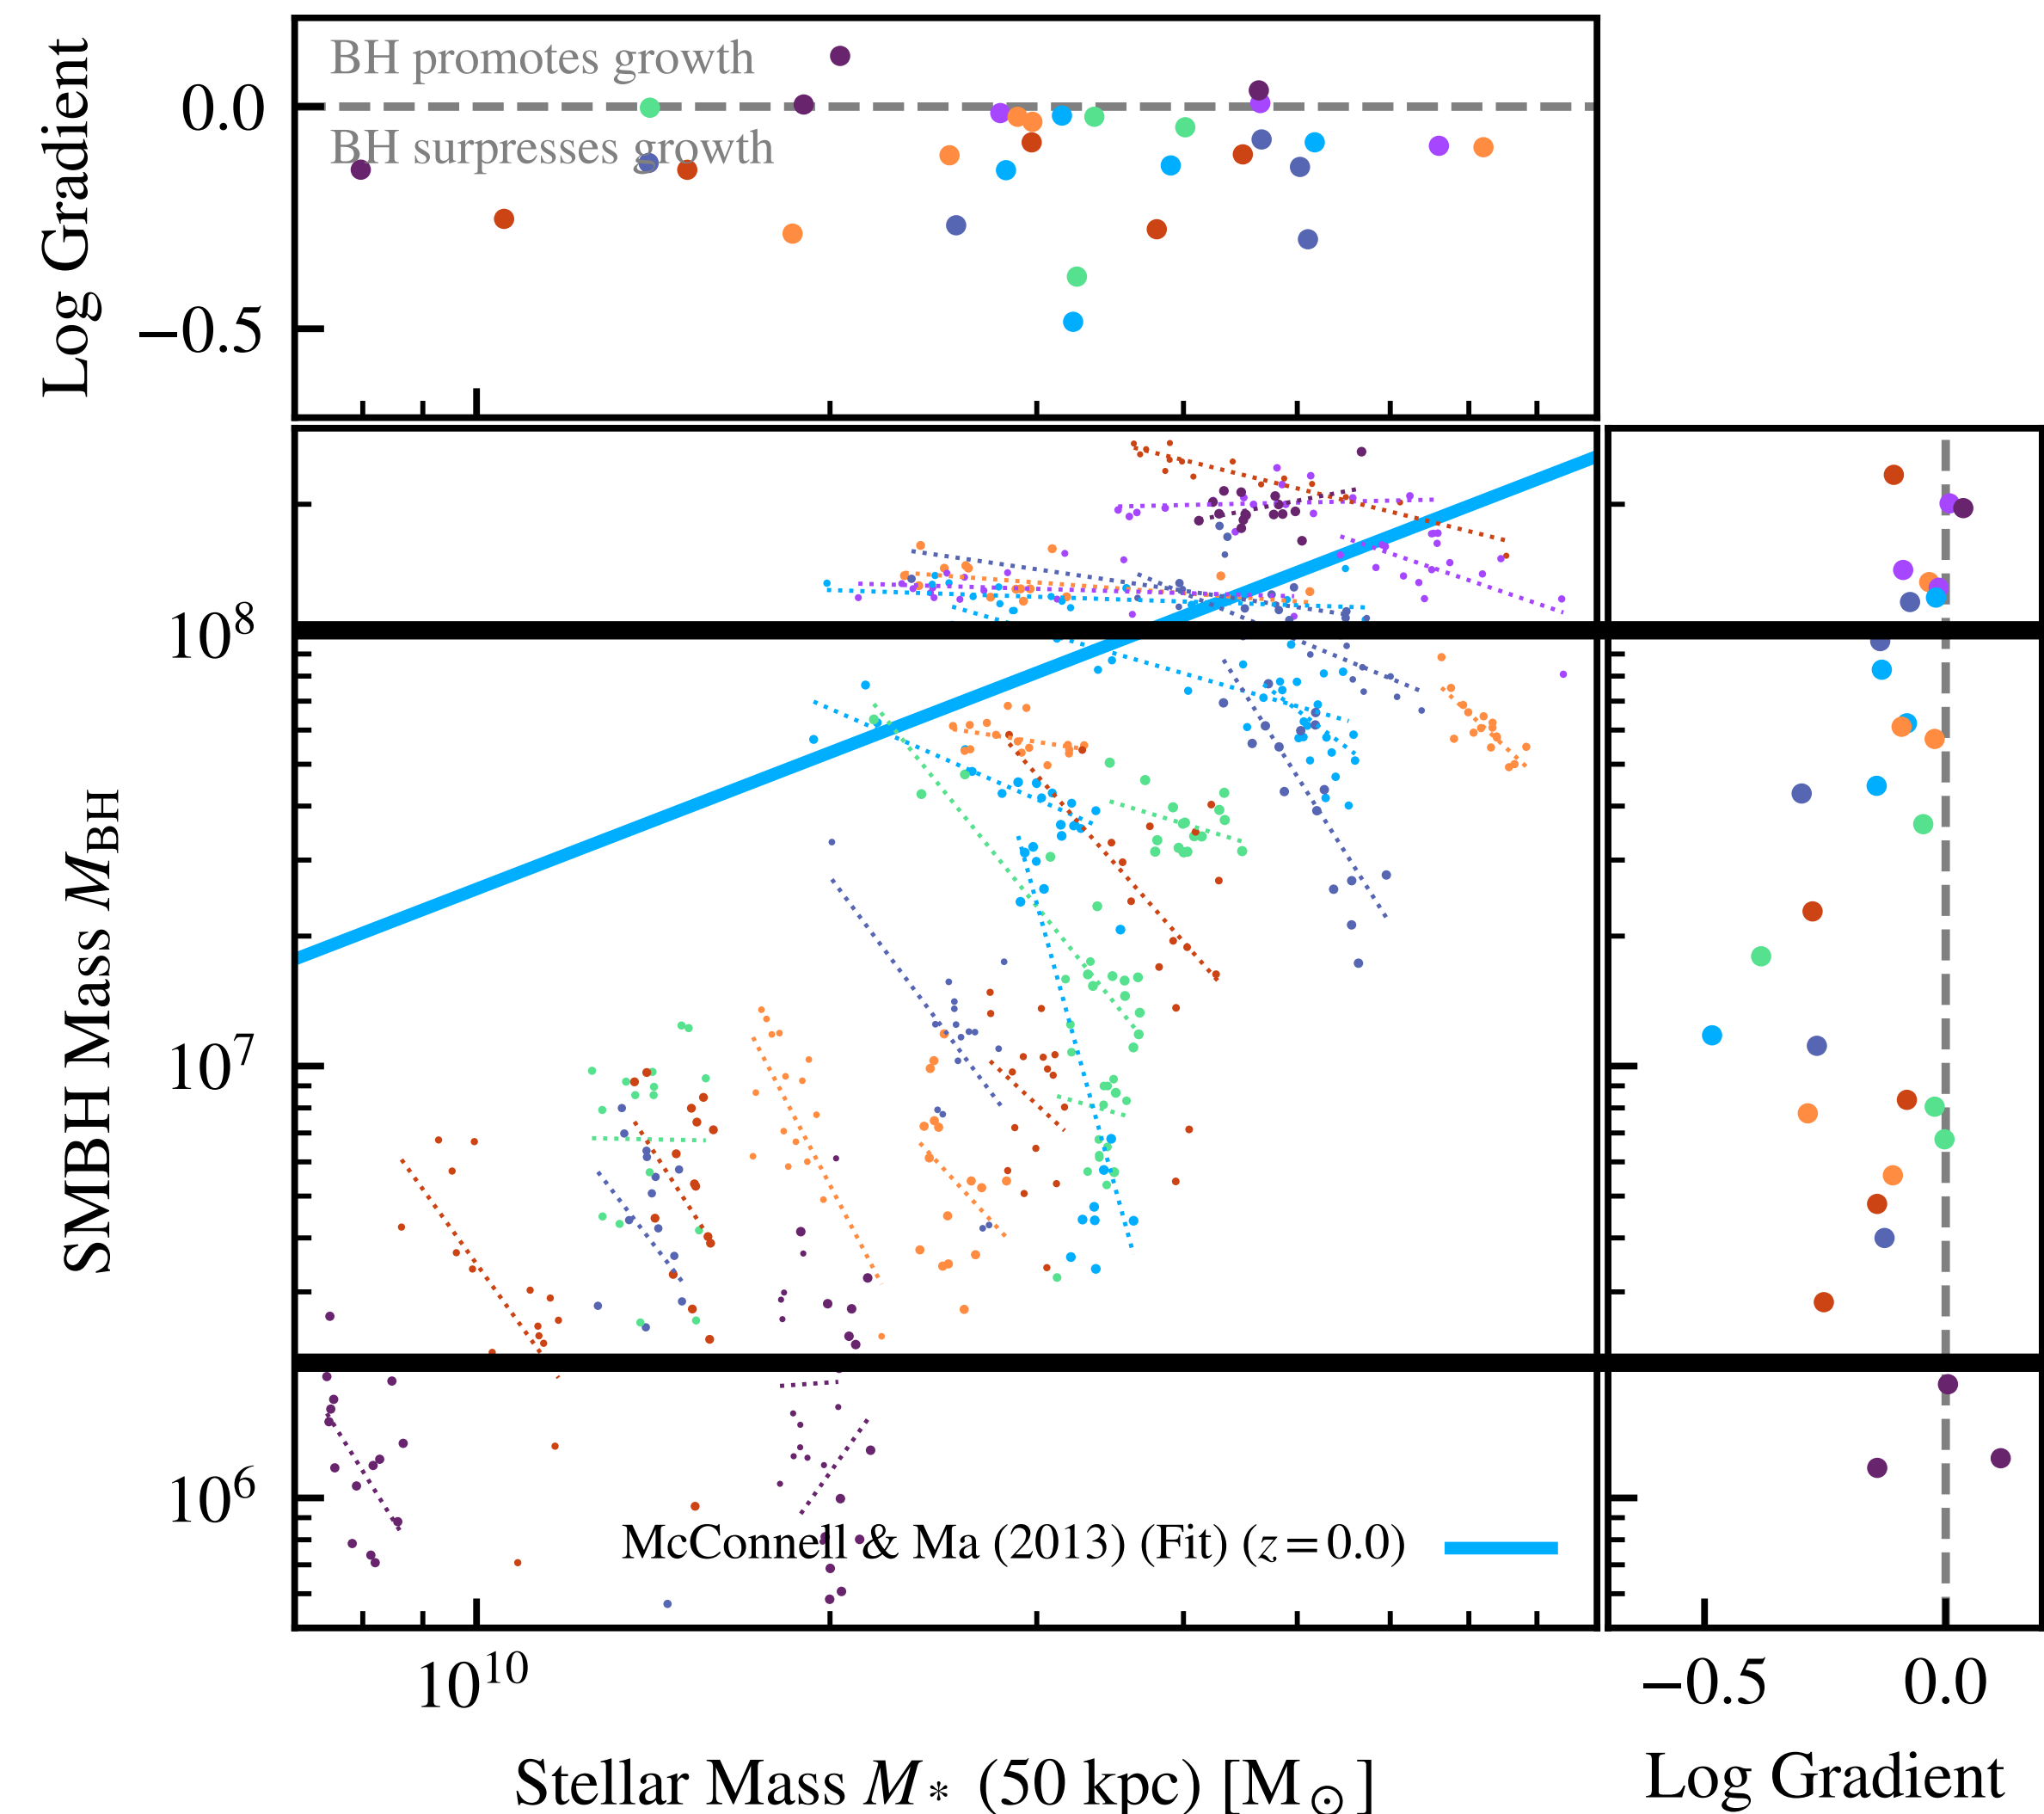 Log Gradient
0.0
−0.5
BH promotes growth
BH surpresses growth
SMBH Mass M_BH
10^8
10^7
10^6
McConnell & Ma (2013) (Fit) (z = 0.0)
10^10
−0.5
0.0
Stellar Mass M_* (50 kpc) [M_⊙]
Log Gradient